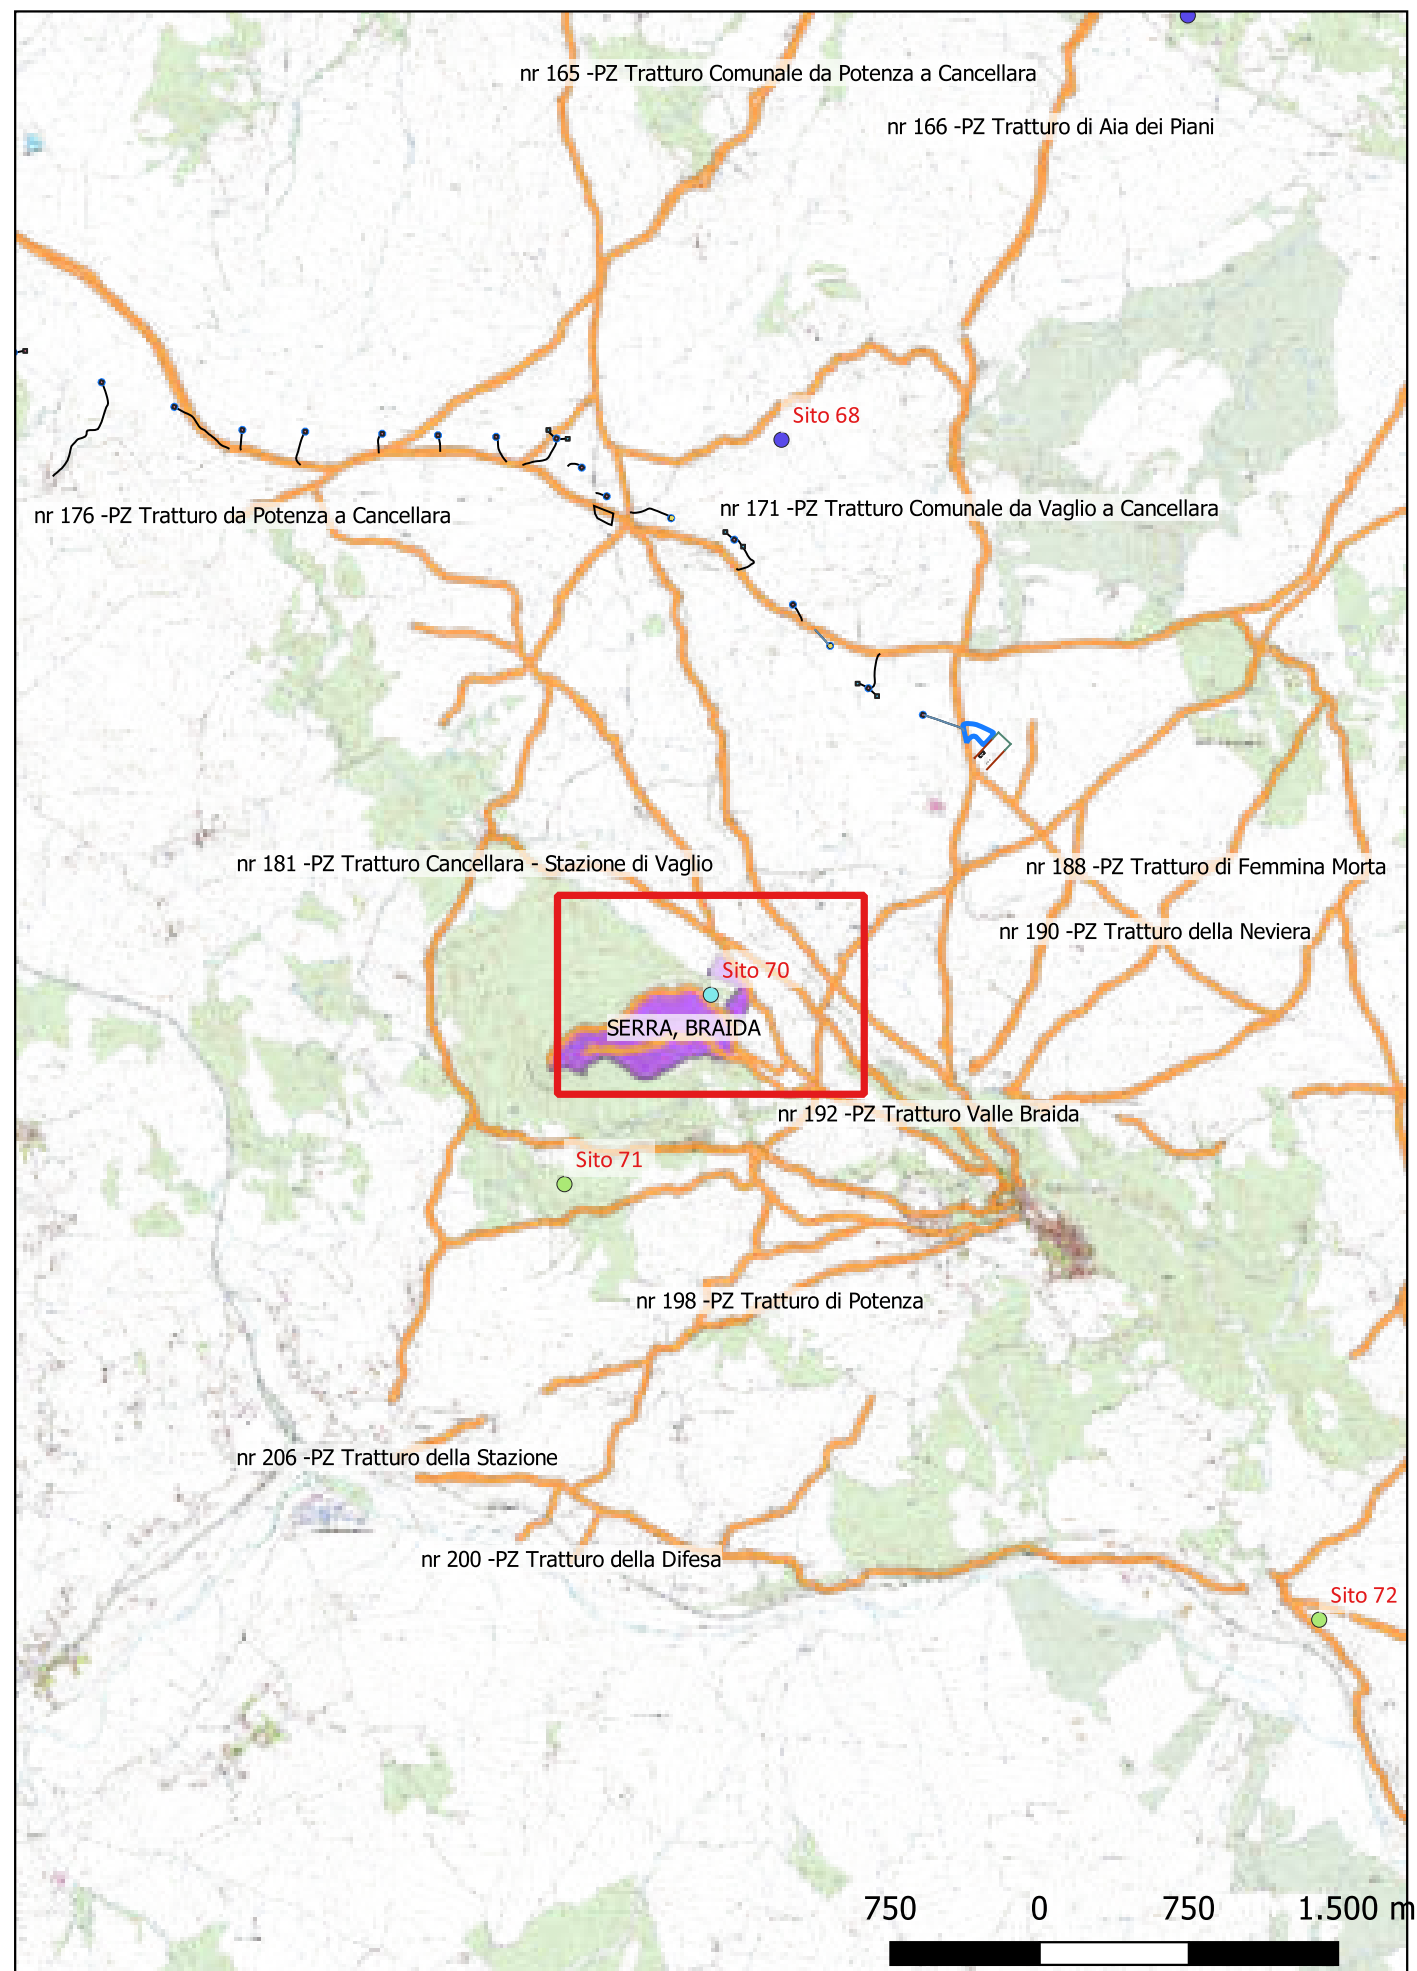 nr 165 -PZ Tratturo Comunale da Potenza a Cancellara
nr 166 -PZ Tratturo di Aia dei Piani
Sito 68
nr 176 -PZ Tratturo da Potenza a Cancellara
nr 171 -PZ Tratturo Comunale da Vaglio a Cancellara
nr 181 -PZ Tratturo Cancellara - Stazione di Vaglio
nr 188 -PZ Tratturo di Femmina Morta
nr 190 -PZ Tratturo della Neviera
Sito 70
SERRA, BRAIDA
nr 192 -PZ Tratturo Valle Braida
Sito 71
nr 198 -PZ Tratturo di Potenza
nr 206 -PZ Tratturo della Stazione
nr 200 -PZ Tratturo della Difesa
Sito 72
750 0 750 1.500 m